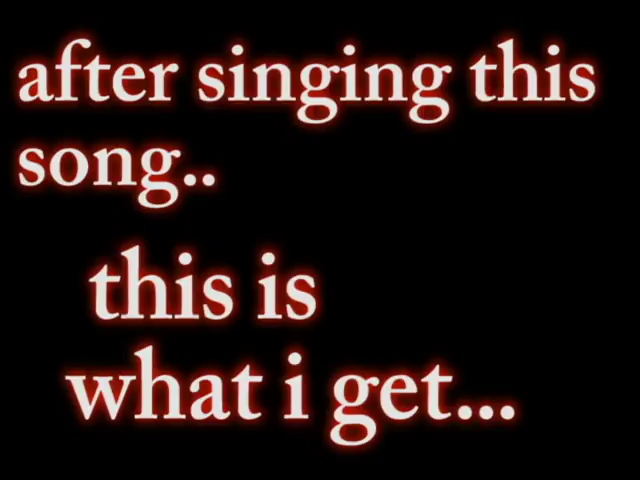 after singing this
song..
this is
what i get...